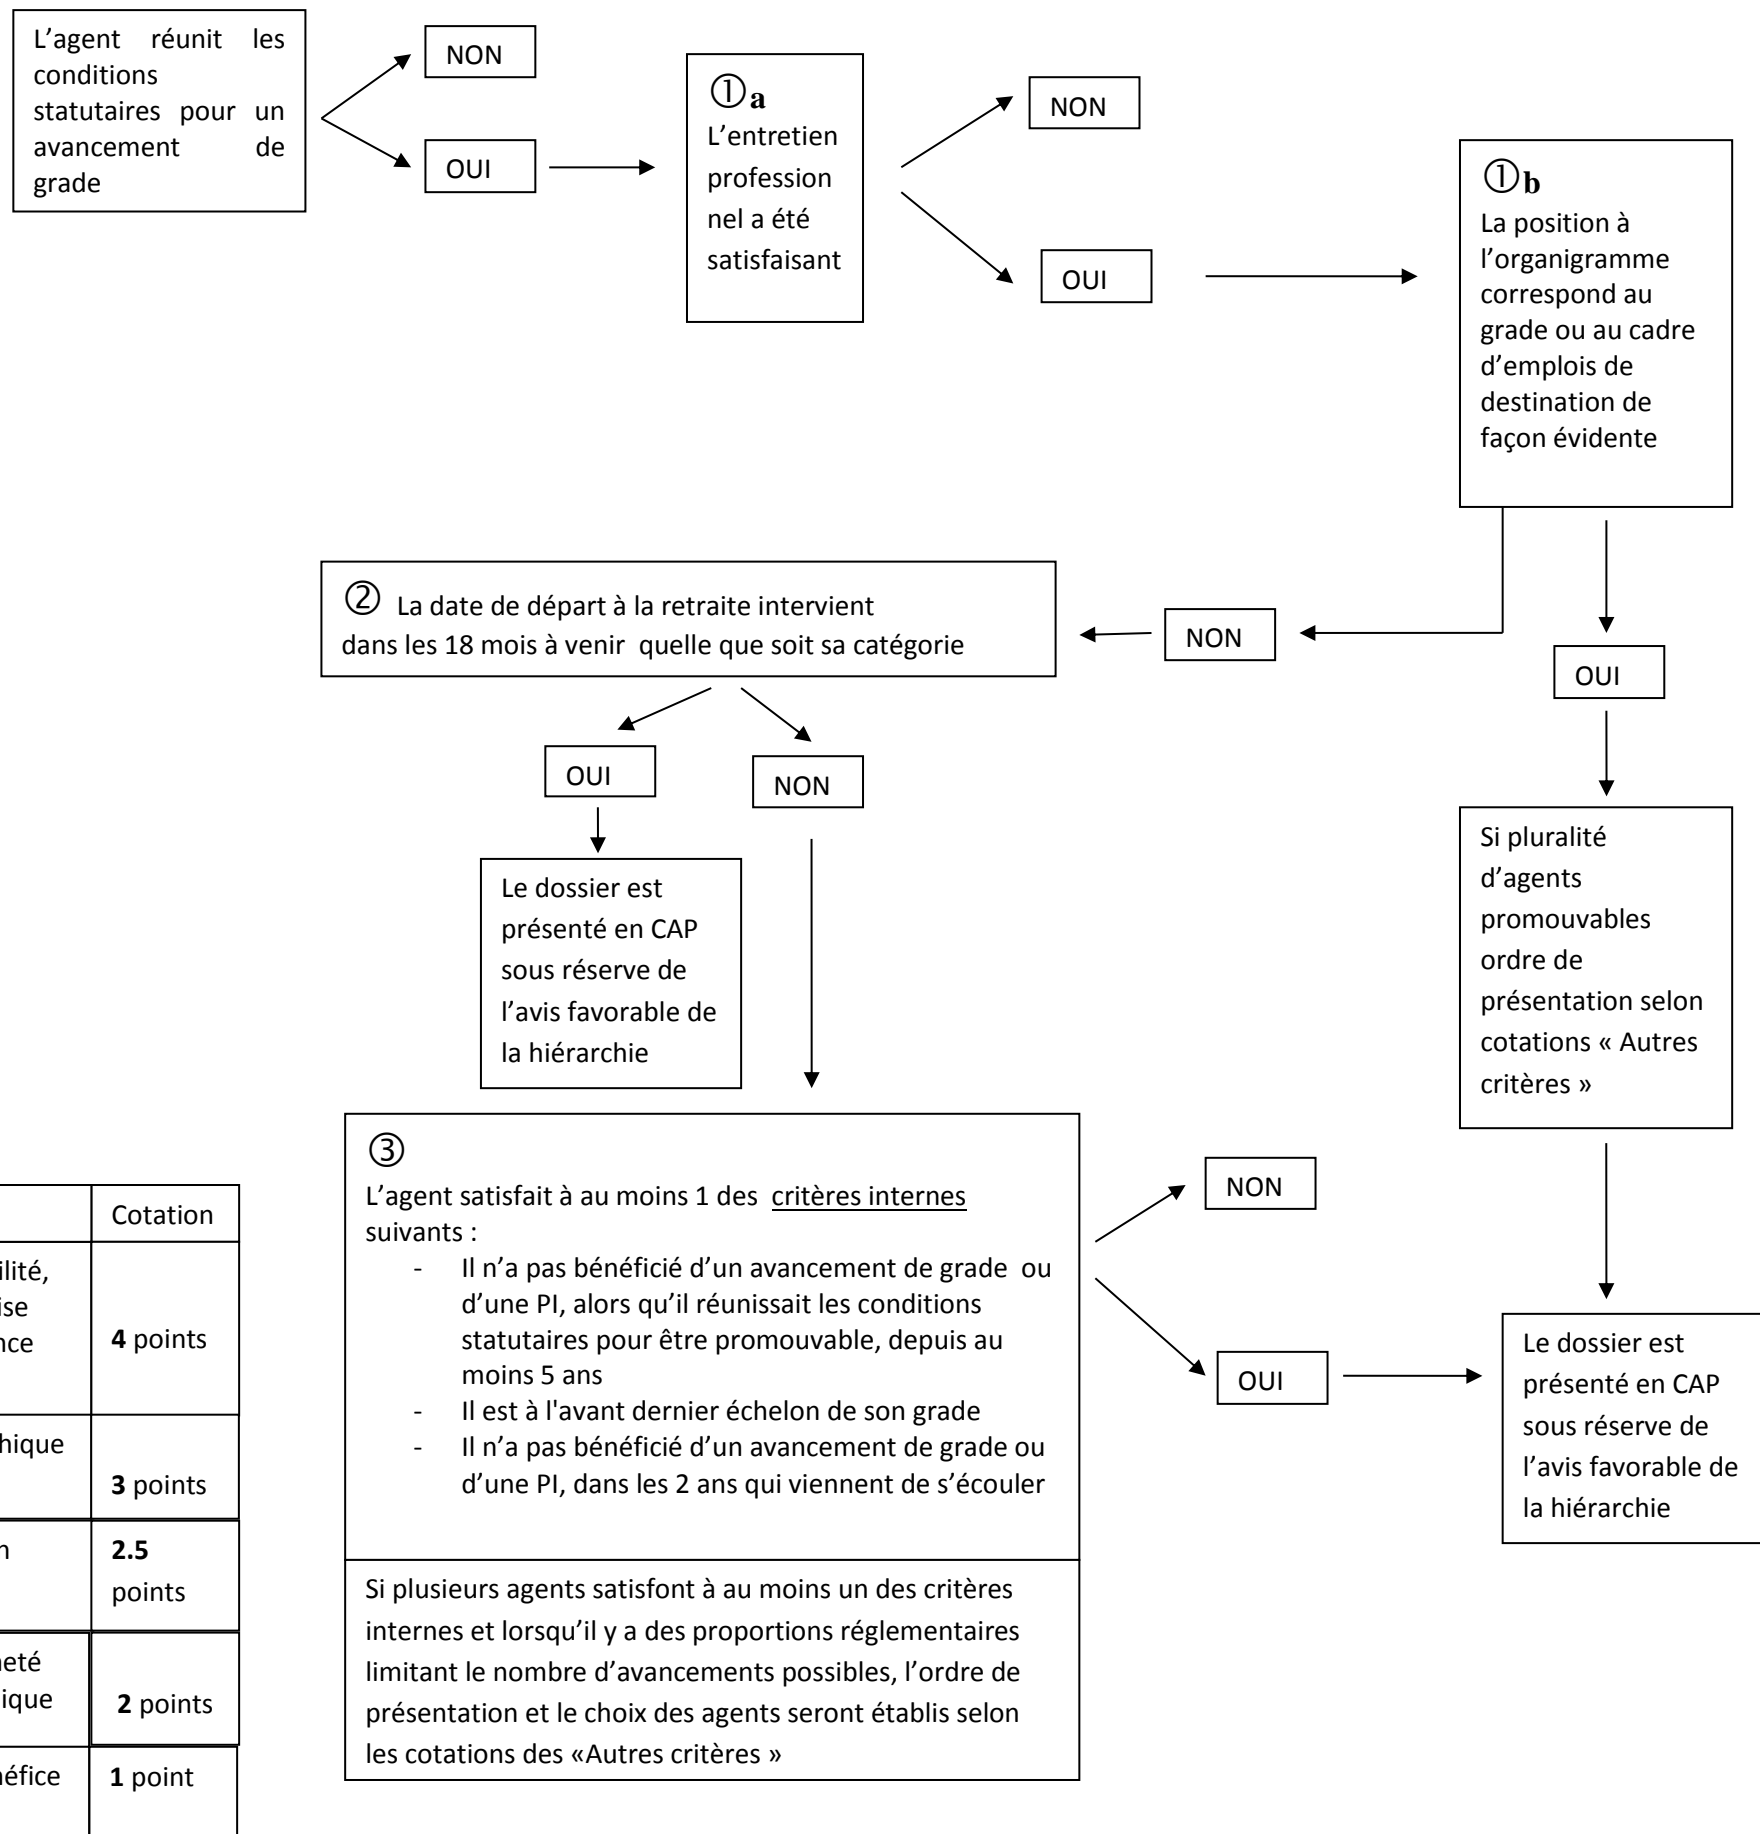 L’agent réunit les
conditions
statutaires pour un
avancement de
grade
NON
OUI
①a
L’entretien
profession
nel a été
satisfaisant
NON
OUI
①b
La position à
l’organigramme
correspond au
grade ou au cadre
d’emplois de
destination de
façon évidente
② La date de départ à la retraite intervient
dans les 18 mois à venir quelle que soit sa catégorie
NON
OUI
OUI
NON
Le dossier est
présenté en CAP
sous réserve de
l’avis favorable de
la hiérarchie
Si pluralité
d’agents
promouvables
ordre de
présentation selon
cotations « Autres
critères »
③
L’agent satisfait à au moins 1 des critères internes
suivants :
- Il n’a pas bénéficié d’un avancement de grade ou
d’une PI, alors qu’il réunissait les conditions
statutaires pour être promouvable, depuis au
moins 5 ans
- Il est à l'avant dernier échelon de son grade
- Il n’a pas bénéficié d’un avancement de grade ou
d’une PI, dans les 2 ans qui viennent de s’écouler
Si plusieurs agents satisfont à au moins un des critères
internes et lorsqu’il y a des proportions réglementaires
limitant le nombre d’avancements possibles, l’ordre de
présentation et le choix des agents seront établis selon
les cotations des «Autres critères »
NON
OUI
Le dossier est
présenté en CAP
sous réserve de
l’avis favorable de
la hiérarchie
Cotation
ilité,
ise
nce
4 points
hique
3 points
n
2.5
points
neté
ique
2 points
néfice
1 point